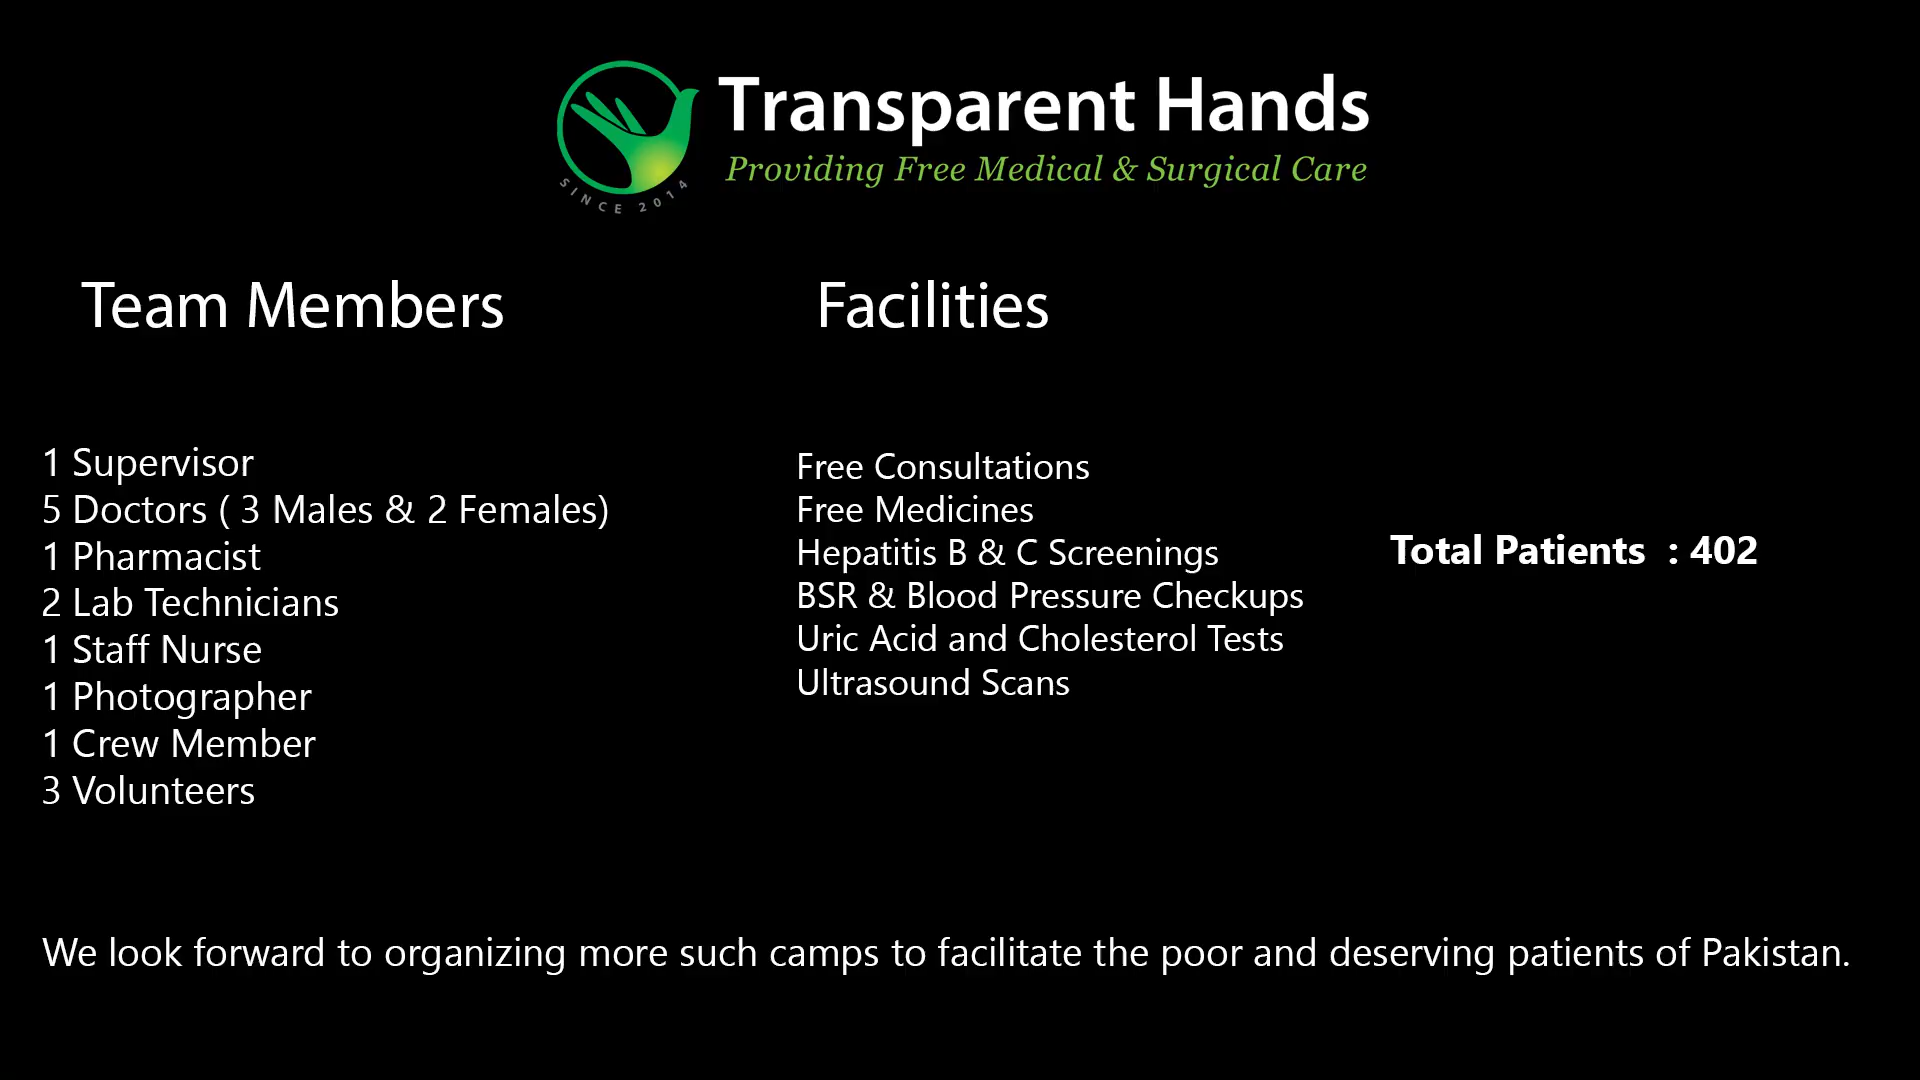 Transparent Hands
Providing Free Medical & Surgical Care
SINCE 2014
Team Members
1 Supervisor
5 Doctors ( 3 Males & 2 Females)
1 Pharmacist
2 Lab Technicians
1 Staff Nurse
1 Photographer
1 Crew Member
3 Volunteers
Facilities
Free Consultations
Free Medicines
Hepatitis B & C Screenings
BSR & Blood Pressure Checkups
Uric Acid and Cholesterol Tests
Ultrasound Scans
Total Patients  : 402
We look forward to organizing more such camps to facilitate the poor and deserving patients of Pakistan.